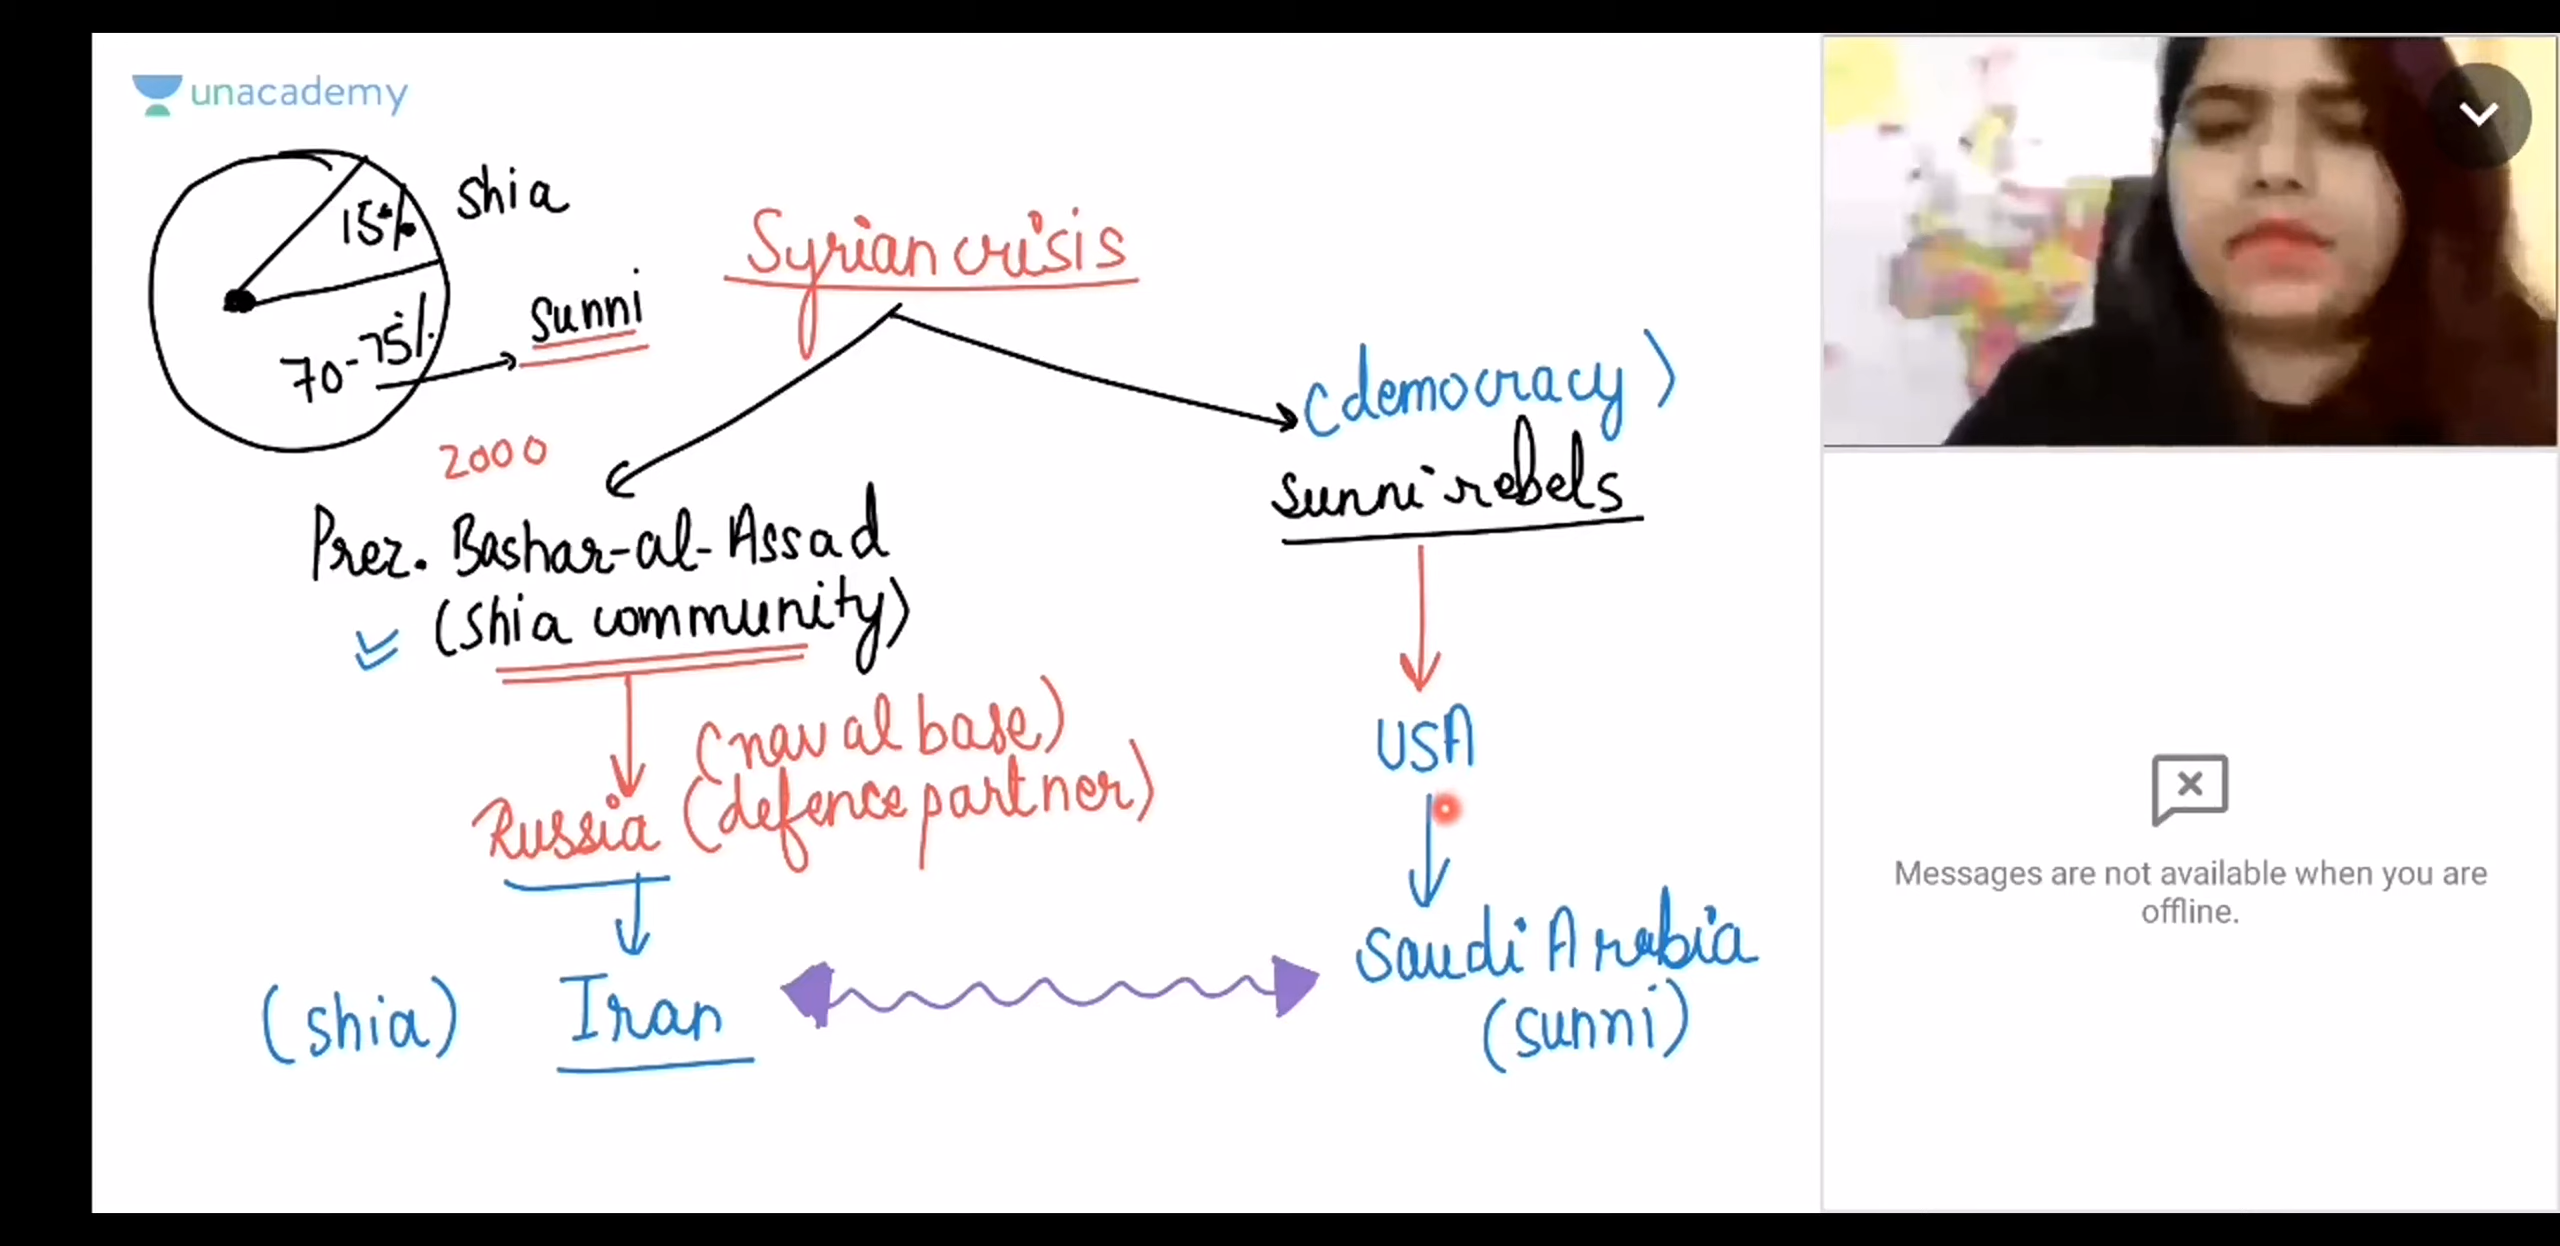 unacademy
15% shia
70-75% sunni
Syrian crisis
2000
Prez. Bashar-al-Assad
(shia community)
(naval base)
Russia (defence partner)
(shia) Iran
(democracy)
sunni rebels
USA
Saudi Arabia
(sunni)
Messages are not available when you are
offline.